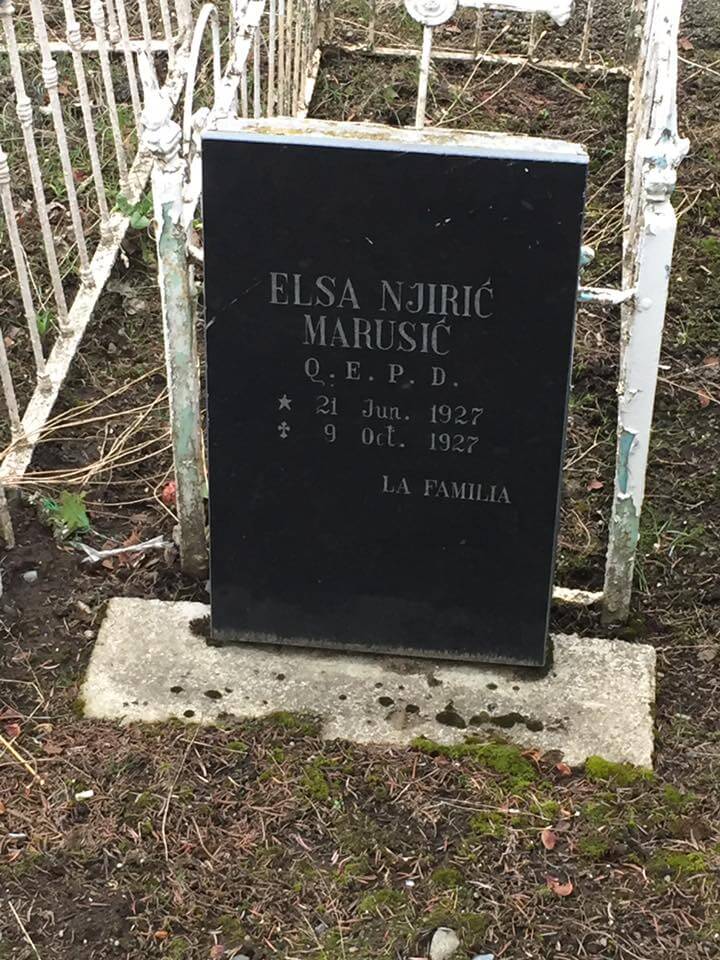 ELSA NJIRIĆ
MARUSIĆ
Q. E. P. D.
★ 21 Jun. 1927
✝ 9 Oct. 1927
LA FAMILIA